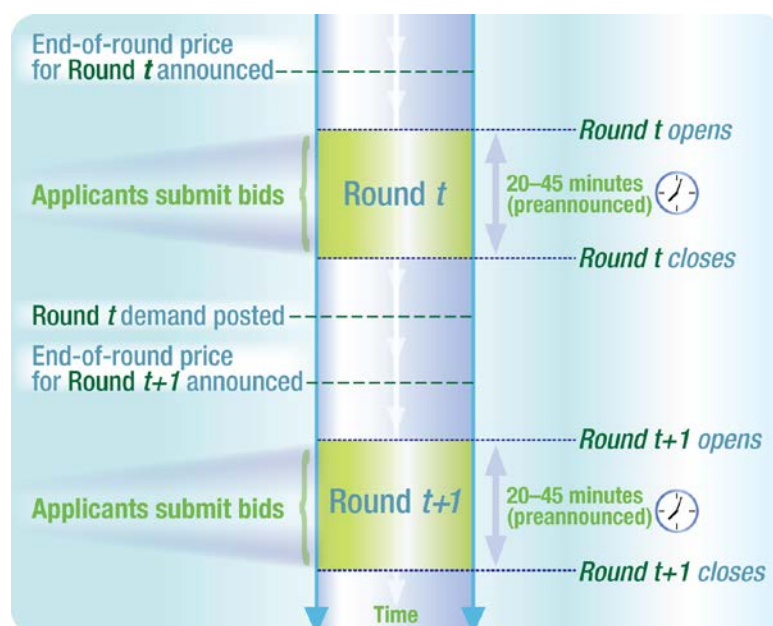 End-of-round price
for Round t announced
Round t opens
Applicants submit bids
Round t
20–45 minutes
(preannounced)
Round t closes
Round t demand posted
End-of-round price
for Round t+1 announced
Round t+1 opens
Applicants submit bids
Round t+1
20–45 minutes
(preannounced)
Round t+1 closes
Time